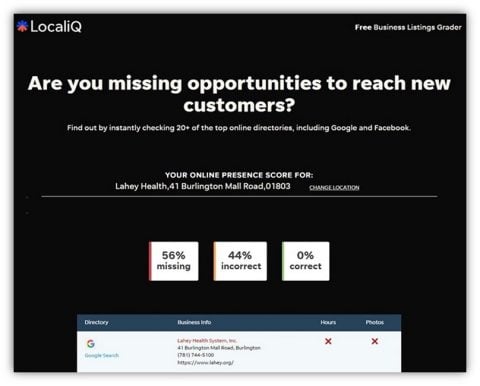 LocaliQ
Free Business Listings Grader
Are you missing opportunities to reach new
customers?
Find out by instantly checking 20+ of the top online directories, including Google and Facebook.
YOUR ONLINE PRESENCE SCORE FOR:
Lahey Health,41 Burlington Mall Road,01803 CHANGE LOCATION
56% 44% 0%
missing incorrect correct
Directory Business Info Hours Photos
Lahey Health System, Inc.
41 Burlington Mall Road, Burlington
(781) 744-5100
Google Search
https://www.lahey.org/